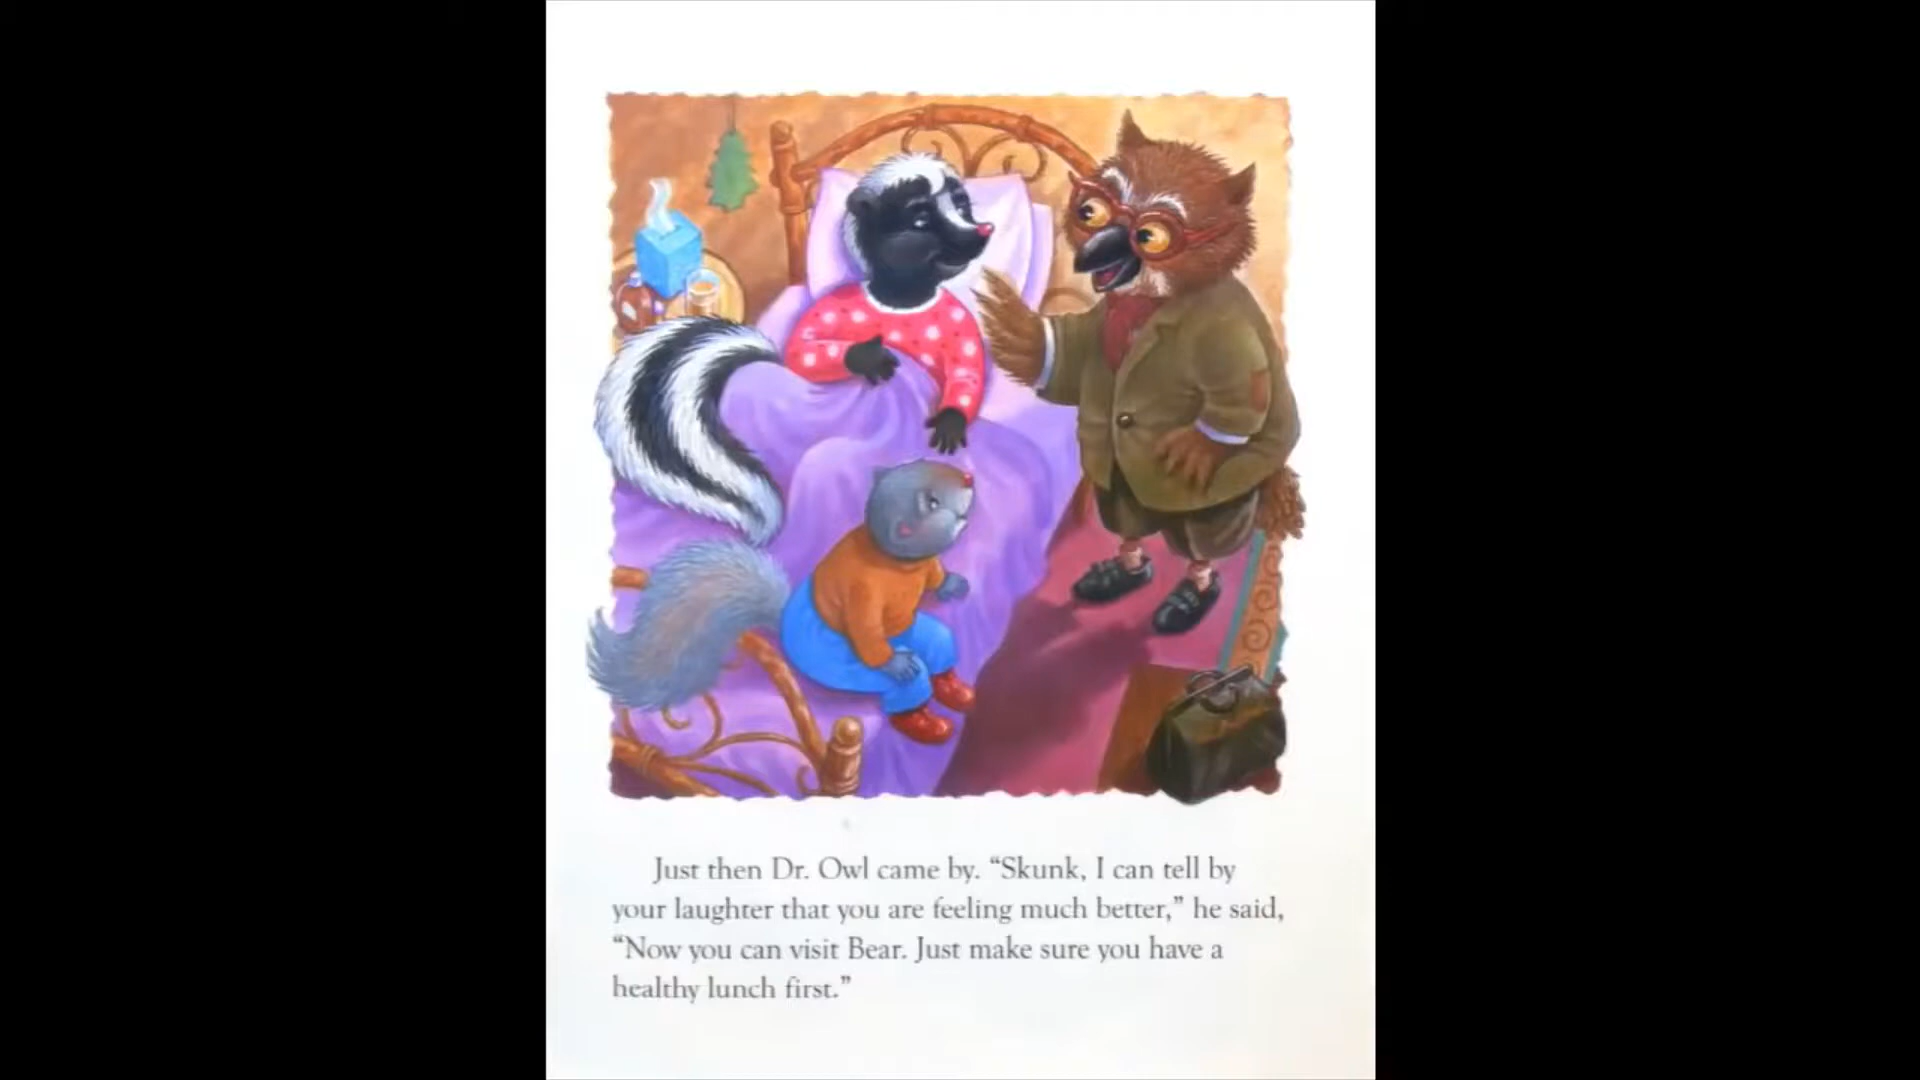 Just then Dr. Owl came by. “Skunk, I can tell by
your laughter that you are feeling much better,” he said,
“Now you can visit Bear. Just make sure you have a
healthy lunch first.”